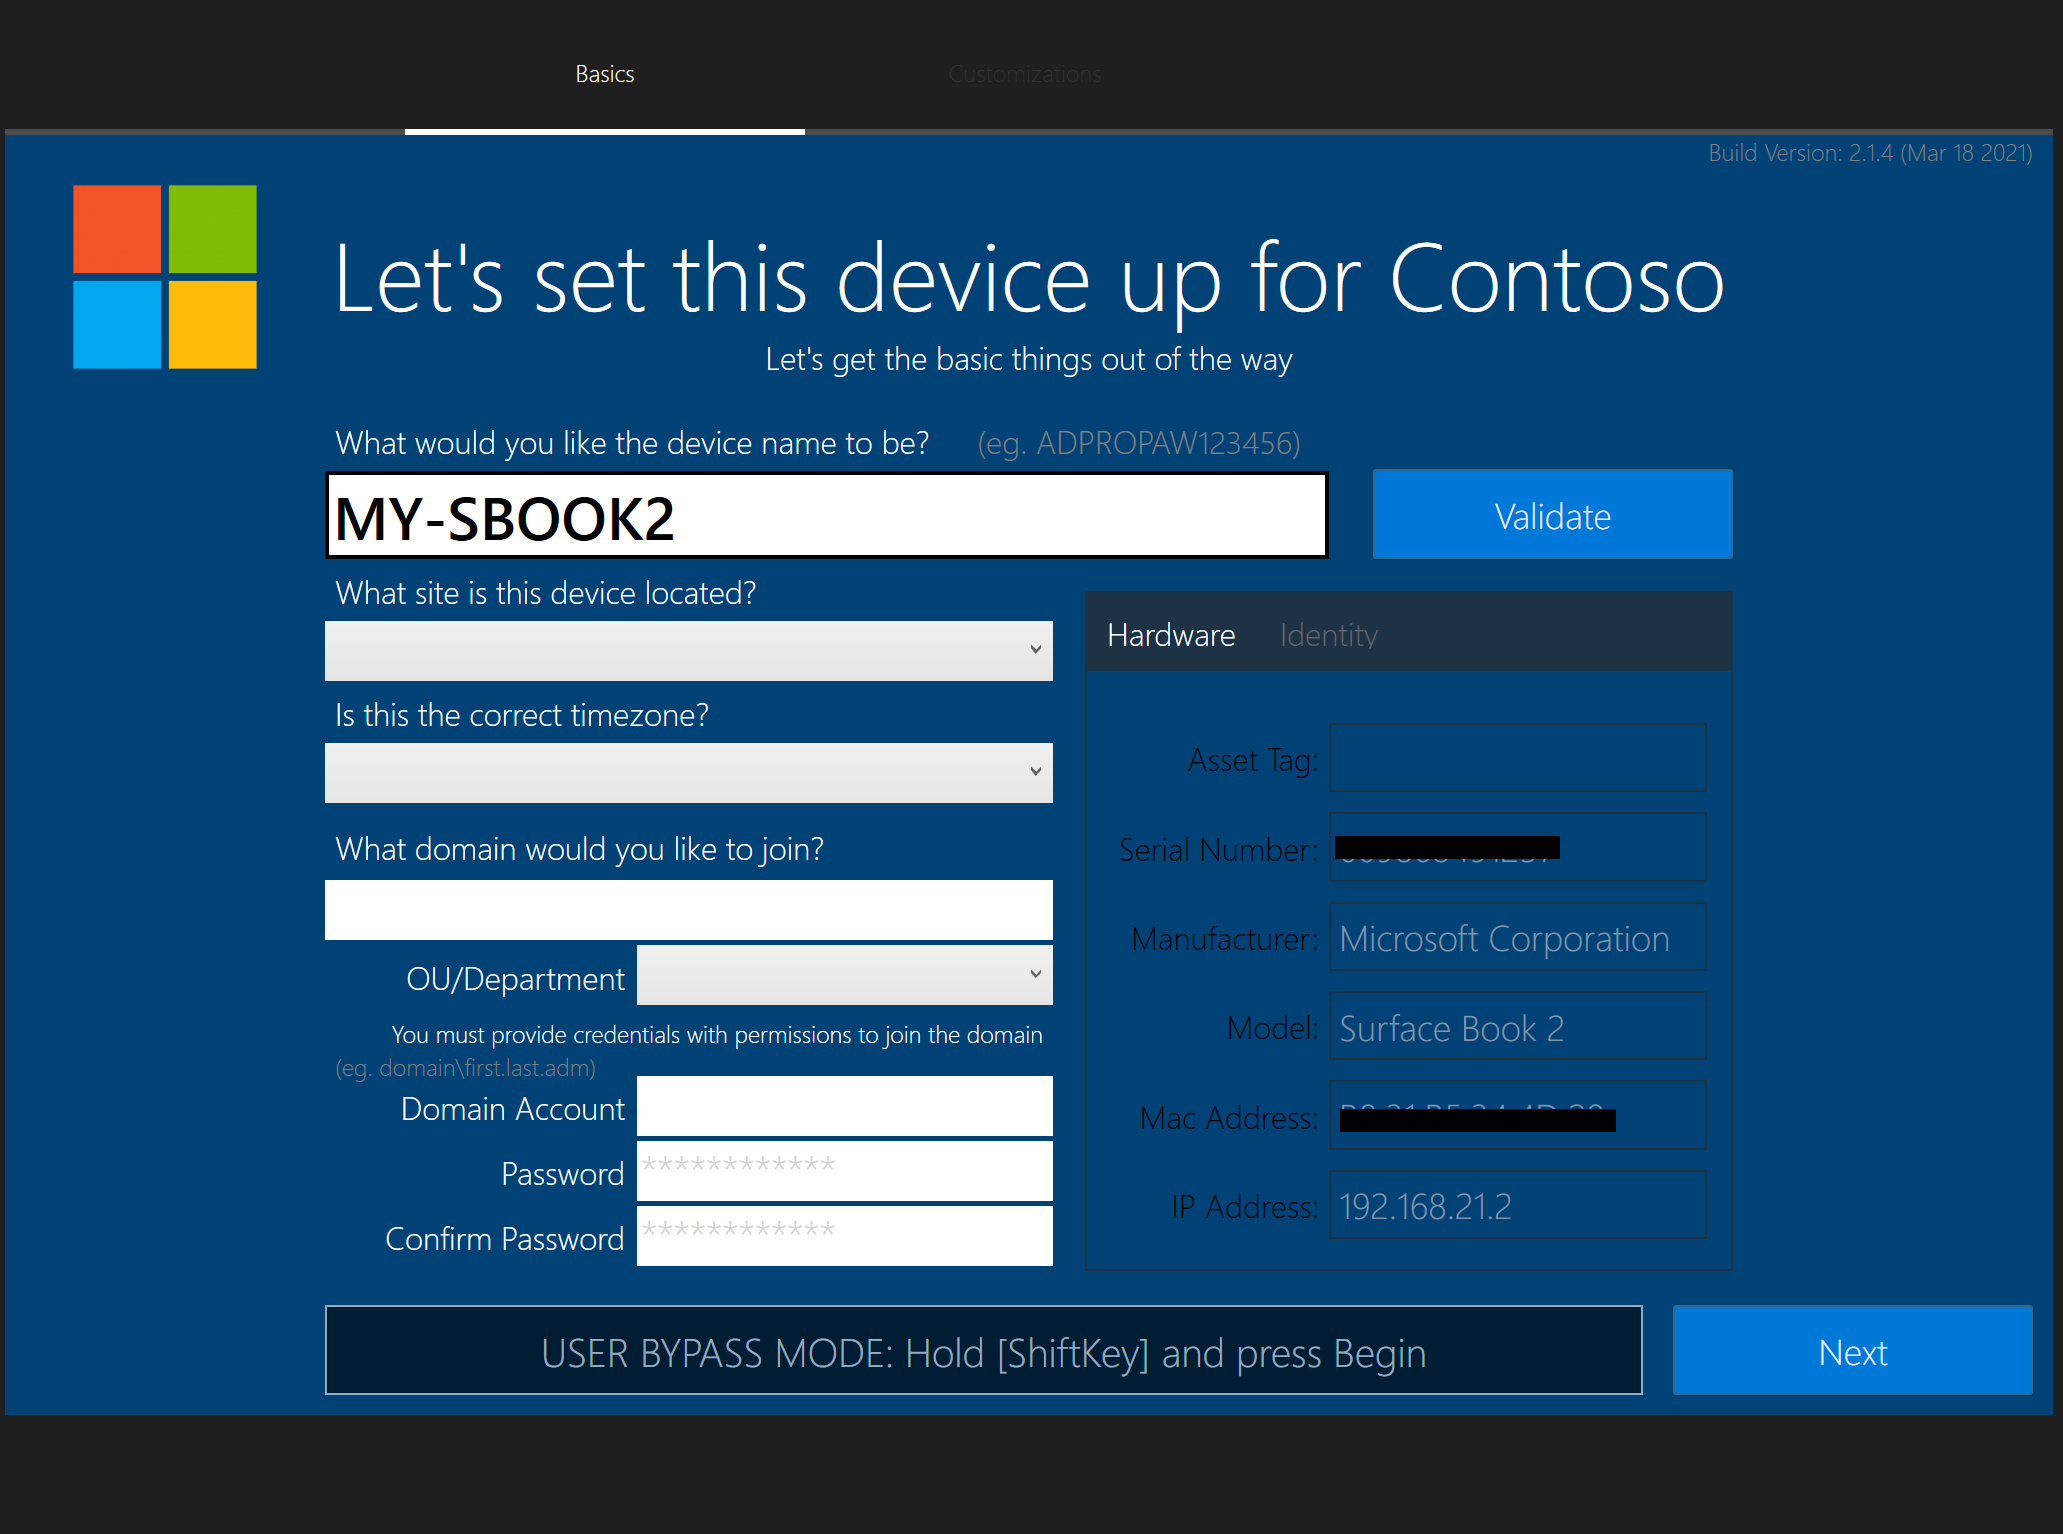 Basics
Customizations
Build Version: 2.1.4 (Mar 18 2021)
Let's set this device up for Contoso
Let's get the basic things out of the way
What would you like the device name to be? (eg. ADPROPAW123456)
MY-SBOOK2
Validate
What site is this device located?
Is this the correct timezone?
What domain would you like to join?
OU/Department
You must provide credentials with permissions to join the domain
(eg. domain\first.last.adm)
Domain Account
Password ************
Confirm Password ************
Hardware Identity
Asset Tag:
Serial Number:
Manufacturer: Microsoft Corporation
Model: Surface Book 2
Mac Address:
IP Address: 192.168.21.2
USER BYPASS MODE: Hold [ShiftKey] and press Begin
Next